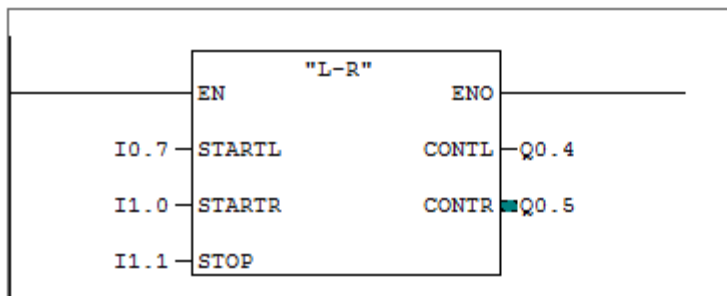 "L-R"
EN ENO
I0.7 STARTL CONTL Q0.4
I1.0 STARTR CONTR Q0.5
I1.1 STOP